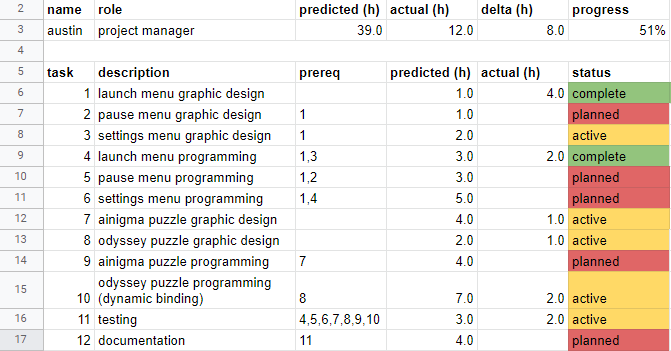 2 name role predicted (h) actual (h) delta (h) progress
3 austin project manager 39.0 12.0 8.0 51%
4
5 task description prereq predicted (h) actual (h) status
6 1 launch menu graphic design 1.0 4.0 complete
7 2 pause menu graphic design 1 1.0 planned
8 3 settings menu graphic design 1 2.0 active
9 4 launch menu programming 1,3 3.0 2.0 complete
10 5 pause menu programming 1,2 3.0 planned
11 6 settings menu programming 1,4 5.0 planned
12 7 ainigma puzzle graphic design 4.0 1.0 active
13 8 odyssey puzzle graphic design 2.0 1.0 active
14 9 ainigma puzzle programming 7 4.0 planned
odyssey puzzle programming
15 10 (dynamic binding) 8 7.0 2.0 active
16 11 testing 4,5,6,7,8,9,10 3.0 2.0 active
17 12 documentation 11 4.0 planned